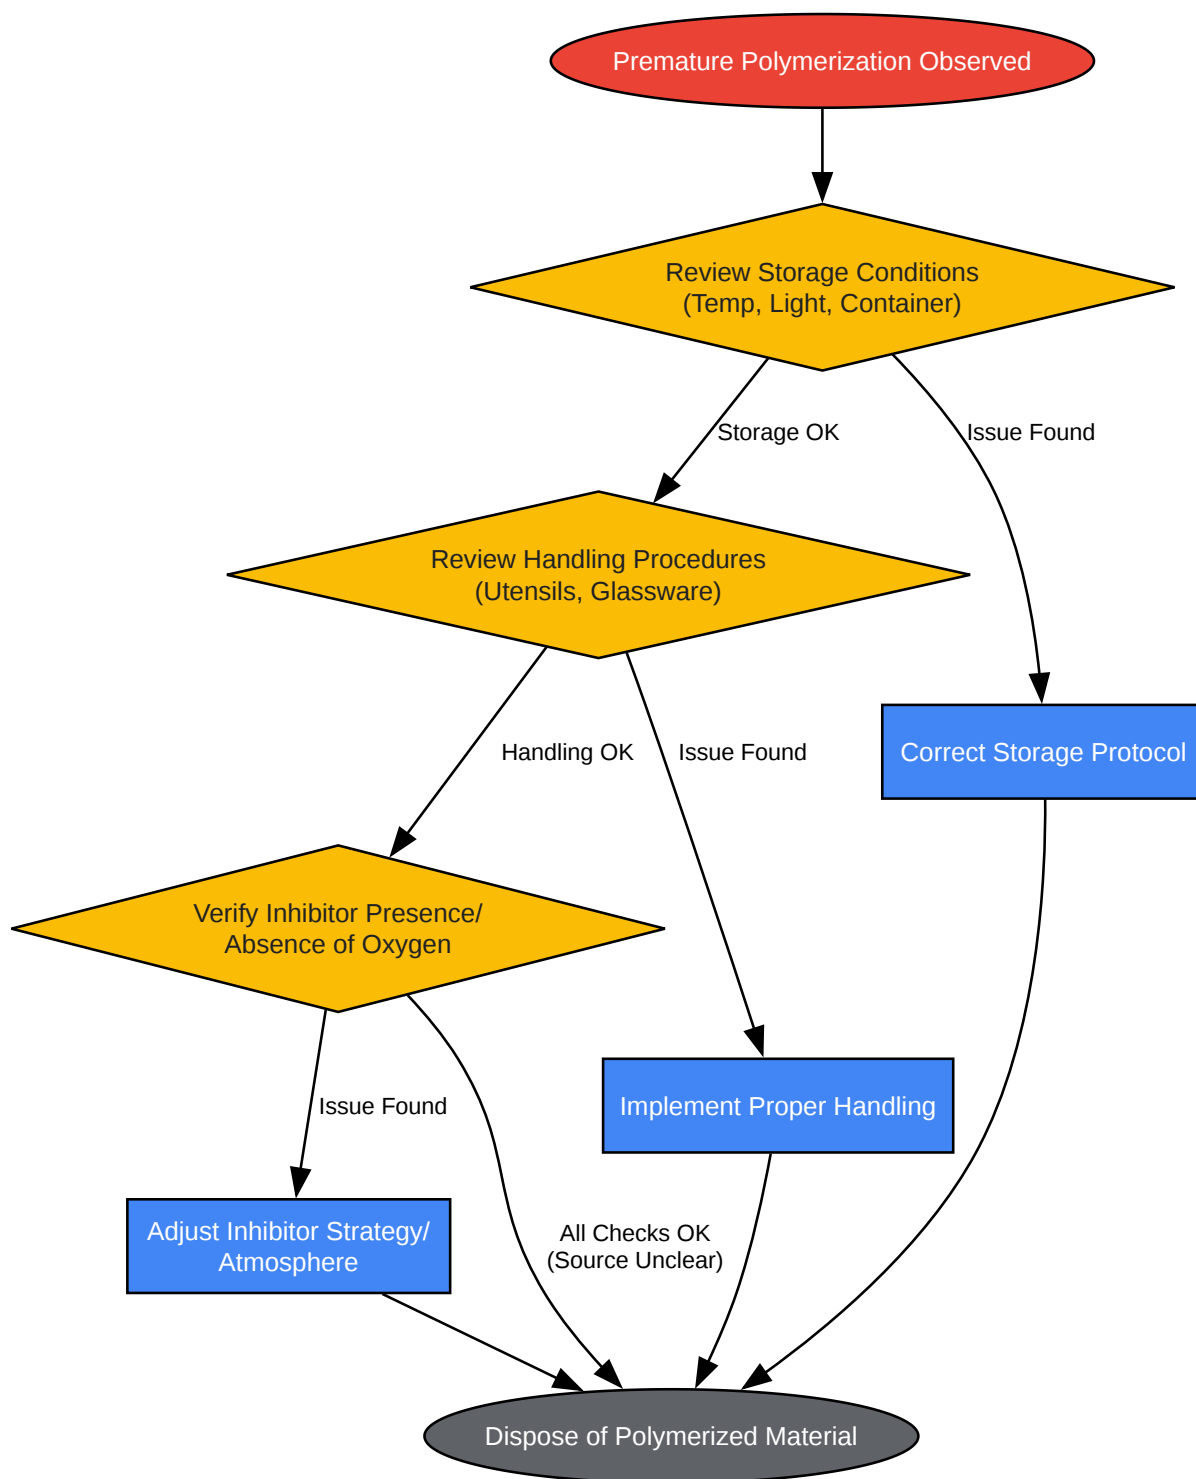 Premature Polymerization Observed
Review Storage Conditions
(Temp, Light, Container)
Storage OK
Issue Found
Review Handling Procedures
(Utensils, Glassware)
Handling OK
Issue Found
Correct Storage Protocol
Verify Inhibitor Presence/
Absence of Oxygen
Issue Found
Implement Proper Handling
Adjust Inhibitor Strategy/
Atmosphere
All Checks OK
(Source Unclear)
Dispose of Polymerized Material